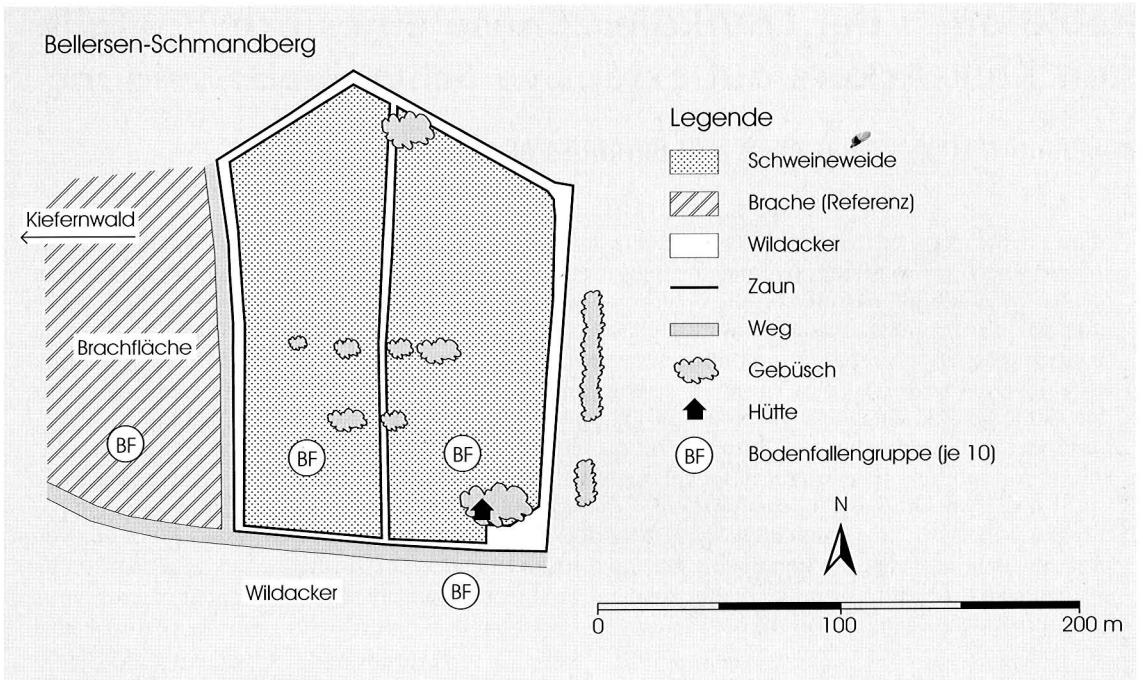 Bellersen-Schmandberg
Kiefernwald
Brachfläche
BF
BF
BF
Wildacker
BF
Legende
Schweineweide
Brache (Referenz)
Wildacker
Zaun
Weg
Gebüsch
Hütte
BF Bodenfallengruppe (je 10)
N
0 100 200 m